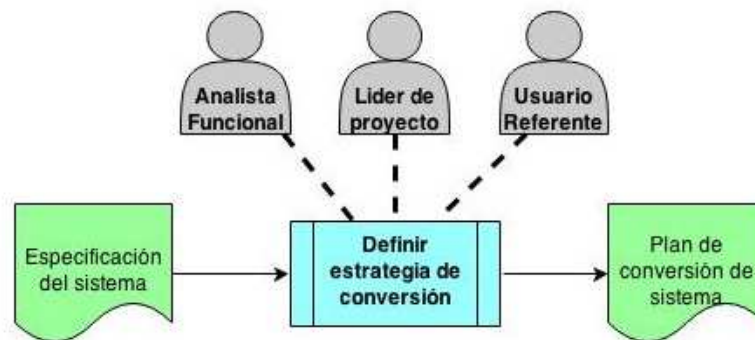 Analista
Funcional
Lider de
proyecto
Usuario
Referente
Especificación
del sistema
Definir
estrategia de
conversión
Plan de
conversión de
sistema